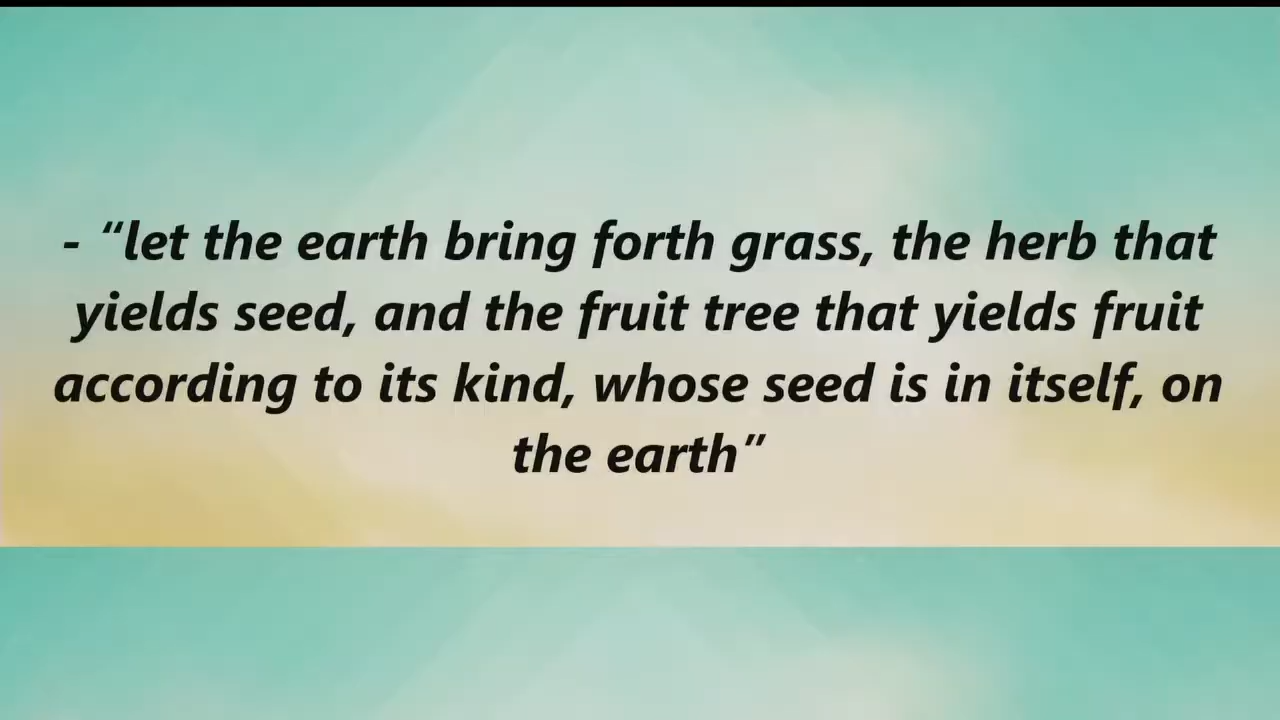 - “let the earth bring forth grass, the herb that
yields seed, and the fruit tree that yields fruit
according to its kind, whose seed is in itself, on
the earth”